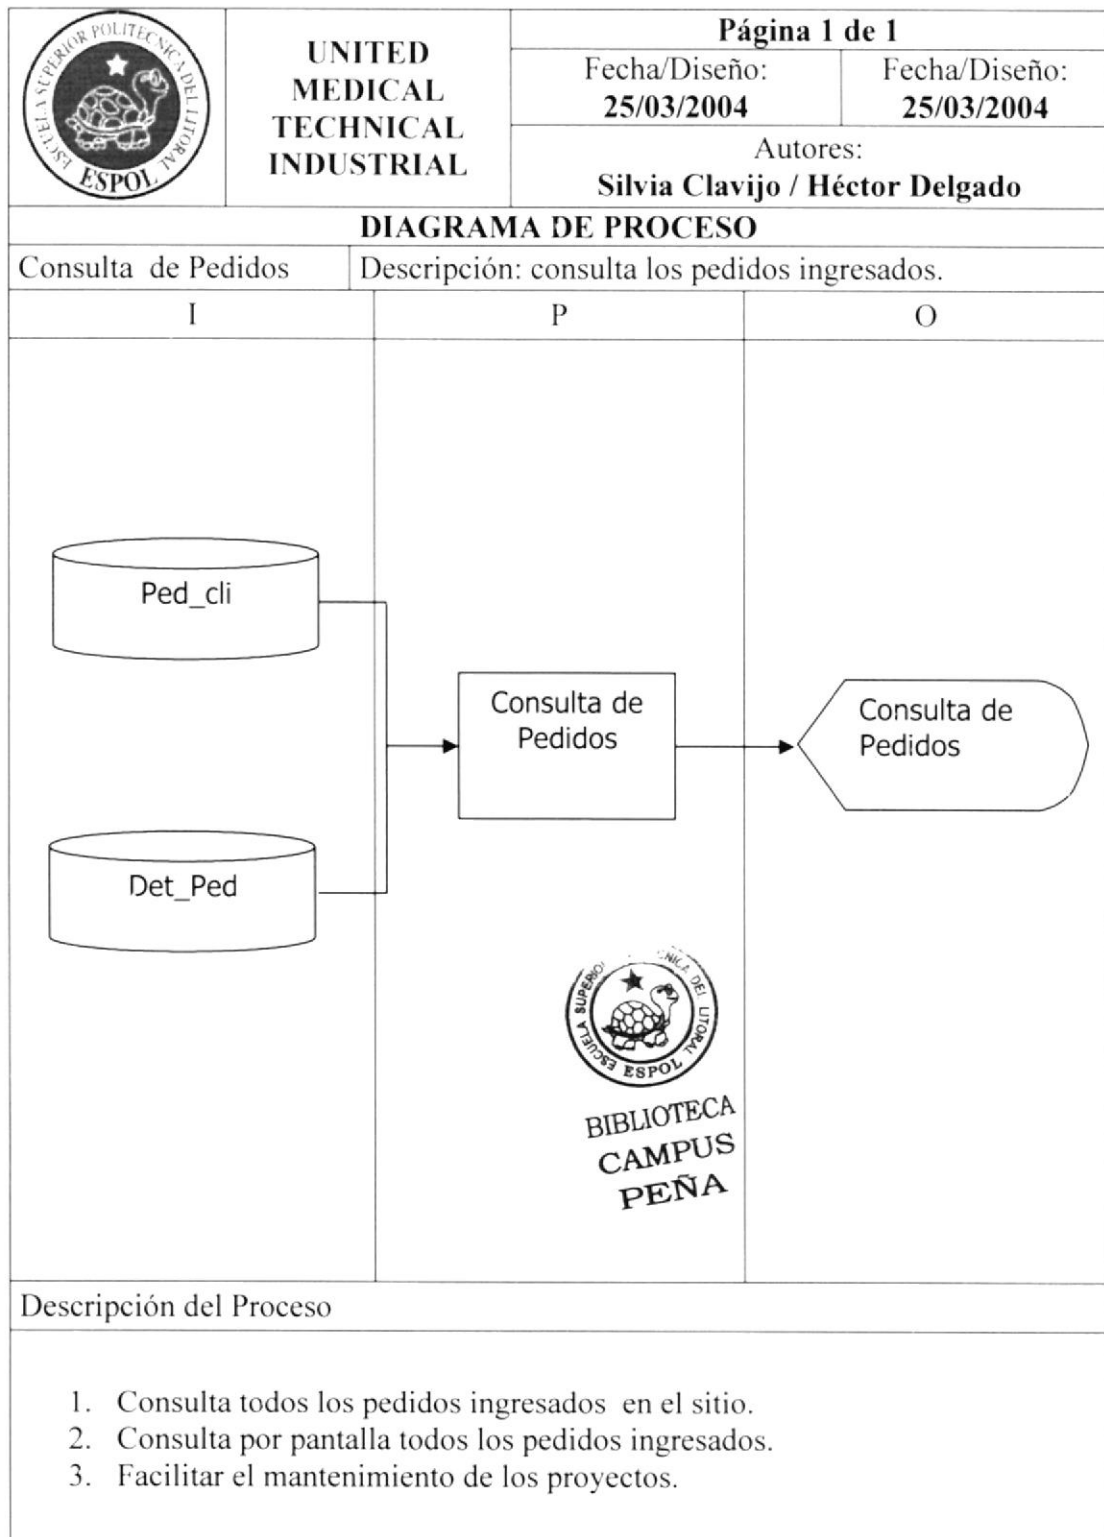 ESCUELA SUPERIOR POLITECNICA DEL LITORAL
ESPOL
UNITED
MEDICAL
TECHNICAL
INDUSTRIAL
Página 1 de 1
Fecha/Diseño:
25/03/2004
Fecha/Diseño:
25/03/2004
Autores:
Silvia Clavijo / Héctor Delgado
DIAGRAMA DE PROCESO
Consulta de Pedidos
Descripción: consulta los pedidos ingresados.
I
P
O
Ped_cli
Consulta de
Pedidos
Consulta de
Pedidos
Det_Ped
ESCUELA SUPERIOR DEL LITORAL
ESPOL
BIBLIOTECA
CAMPUS
PEÑA
Descripción del Proceso
1. Consulta todos los pedidos ingresados en el sitio.
2. Consulta por pantalla todos los pedidos ingresados.
3. Facilitar el mantenimiento de los proyectos.